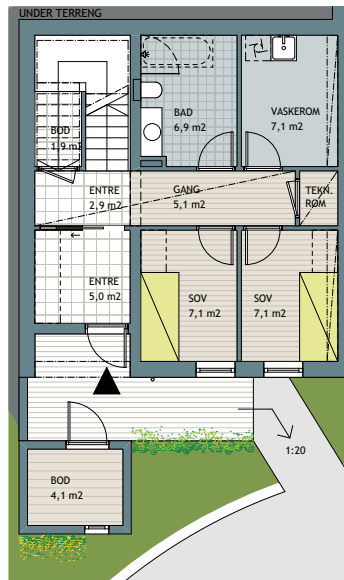 UNDER TERRENG
BAD
6,9 m2
VASKEROM
7,1 m2
BOD
1,9 m2
ENTRE
2,9 m2
GANG
5,1 m2
TEKN.
ROM
ENTRE
5,0 m2
SOV
7,1 m2
SOV
7,1 m2
1:20
BOD
4,1 m2